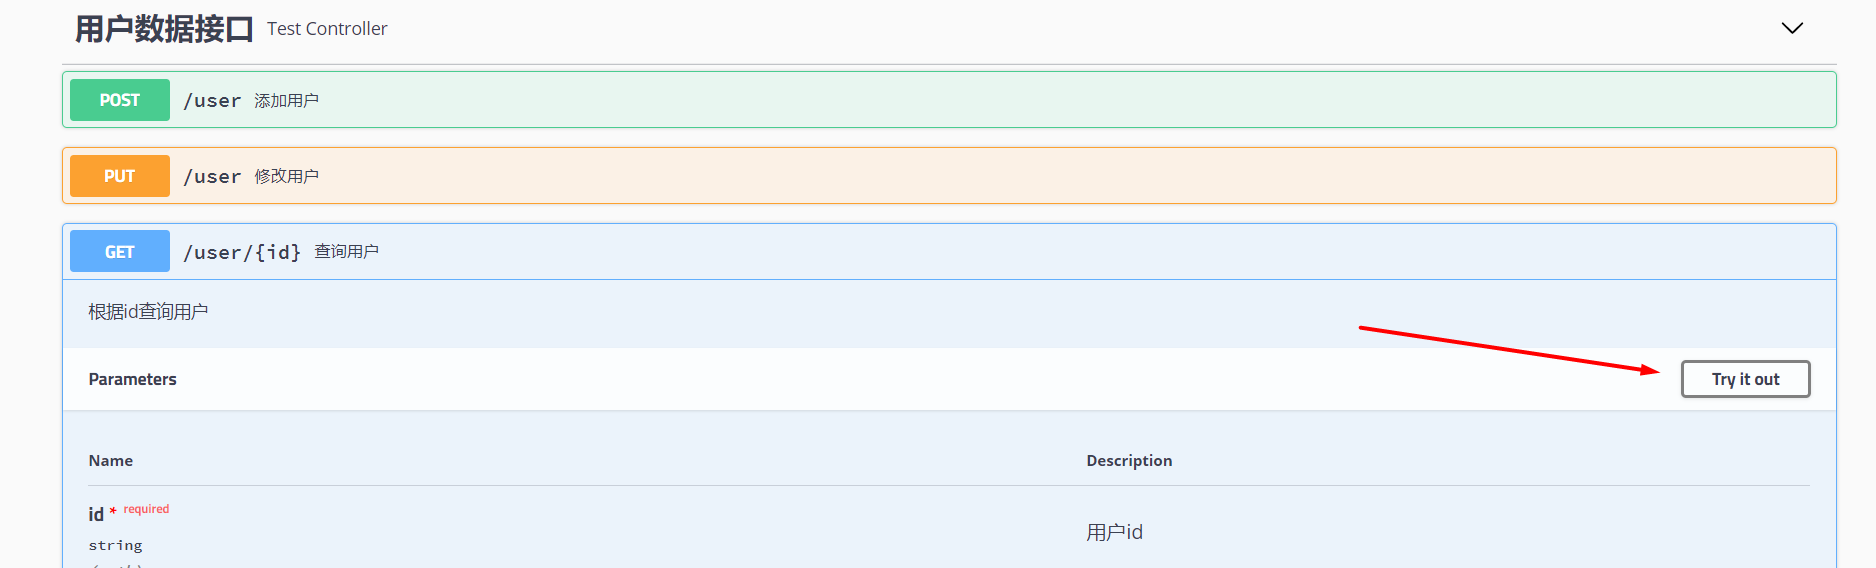 用户数据接口 Test Controller
POST /user 添加用户
PUT /user 修改用户
GET /user/{id} 查询用户
根据id查询用户
Parameters Try it out
Name Description
id * required
用户id
string